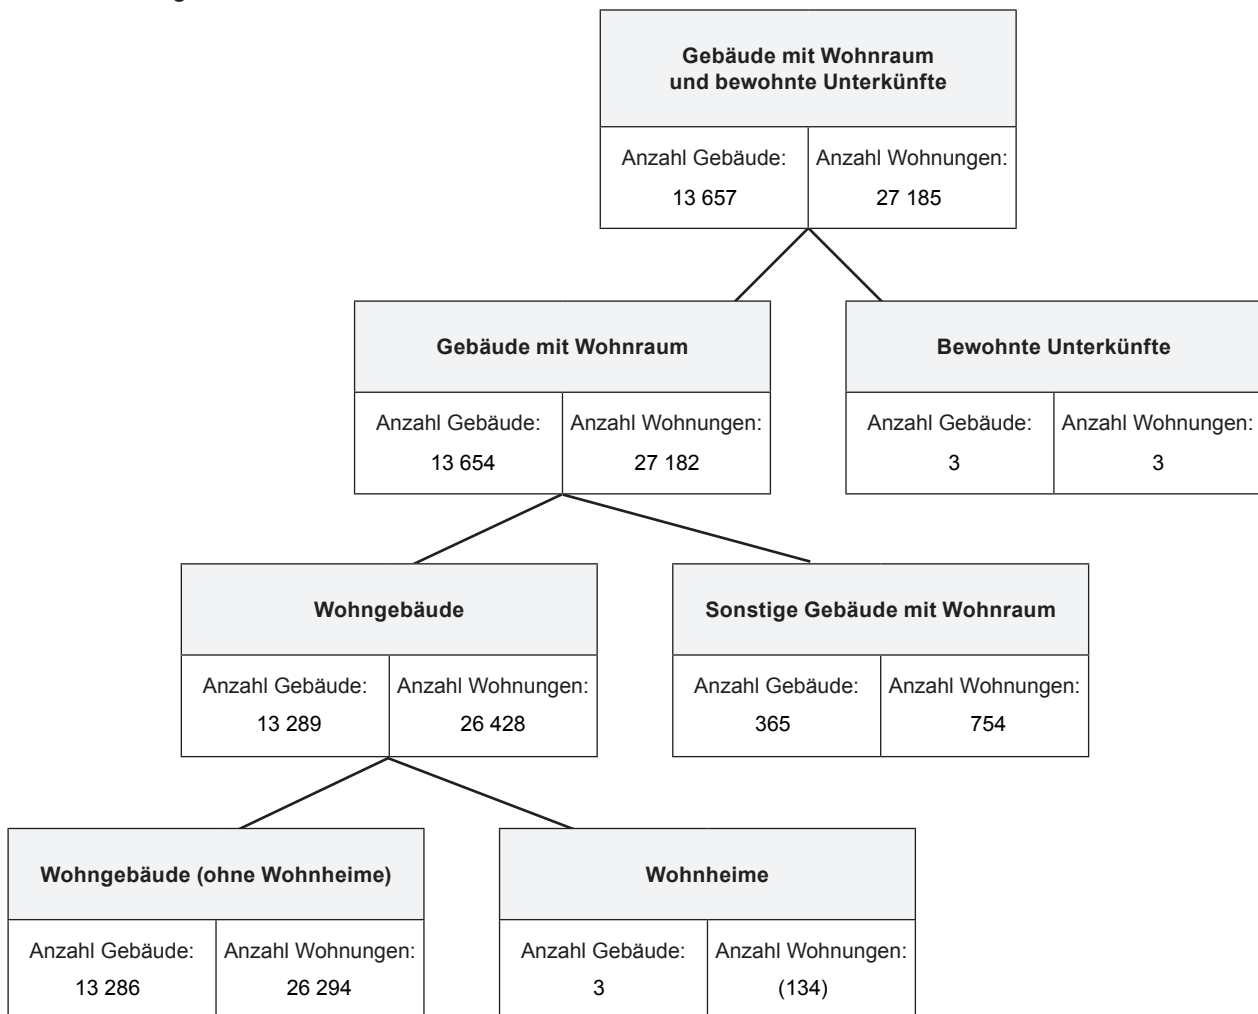 Gebäude mit Wohnraum
und bewohnte Unterkünfte
Anzahl Gebäude: Anzahl Wohnungen:
13 657 27 185
Gebäude mit Wohnraum Bewohnte Unterkünfte
Anzahl Gebäude: Anzahl Wohnungen: Anzahl Gebäude: Anzahl Wohnungen:
13 654 27 182 3 3
Wohngebäude Sonstige Gebäude mit Wohnraum
Anzahl Gebäude: Anzahl Wohnungen: Anzahl Gebäude: Anzahl Wohnungen:
13 289 26 428 365 754
Wohngebäude (ohne Wohnheime) Wohnheime
Anzahl Gebäude: Anzahl Wohnungen: Anzahl Gebäude: Anzahl Wohnungen:
13 286 26 294 3 (134)